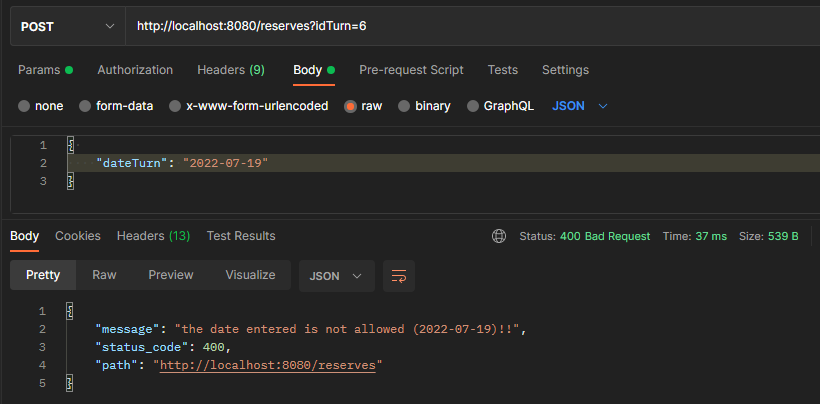 POST http://localhost:8080/reserves?idTurn=6
Params Authorization Headers (9) Body Pre-request Script Tests Settings
none form-data x-www-form-urlencoded raw binary GraphQL JSON
1 {
2 "dateTurn": "2022-07-19"
3 }
Body Cookies Headers (13) Test Results Status: 400 Bad Request Time: 37 ms Size: 539 B
Pretty Raw Preview Visualize JSON
1 {
2 "message": "the date entered is not allowed (2022-07-19)!!",
3 "status_code": 400,
4 "path": "http://localhost:8080/reserves"
5 }